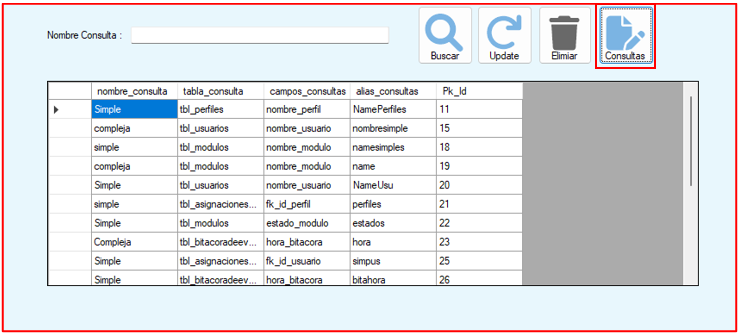 Nombre Consulta :
Buscar Update Elimiar Consultas
nombre_consulta tabla_consulta campos_consultas alias_consultas Pk_Id
Simple tbl_perfiles nombre_perfil NamePerfiles 11
compleja tbl_usuarios nombre_usuario nombresimple 15
simple tbl_modulos nombre_modulo namesimples 18
compleja tbl_modulos nombre_modulo name 19
Simple tbl_usuarios nombre_usuario NameUsu 20
simple tbl_asignaciones... fk_id_perfil perfiles 21
Simple tbl_modulos estado_modulo estados 22
Compleja tbl_bitacoradeev... hora_bitacora hora 23
Simple tbl_asignaciones... fk_id_usuario simpus 25
Simple tbl_bitacoradeev... hora_bitacora bitahora 26